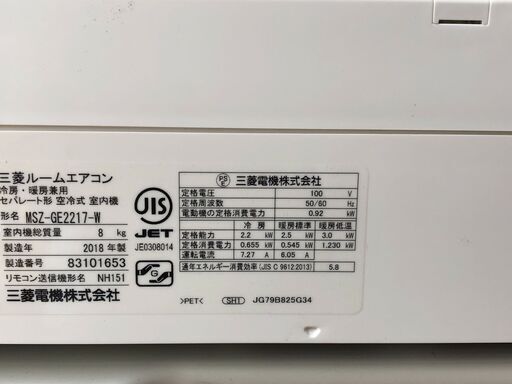 三菱ルームエアコン
冷房・暖房兼用
セパレート形 空冷式 室内機
形名 MSZ-GE2217-W
室内機総質量 8 kg
製造年 2018 年製
製造番号 83101653
リモコン送信機形名 NH151
三菱電機株式会社
JIS
JET
JE0308014
G
PS
E
三菱電機株式会社
定格電圧 100 V
定格周波数 50/60 Hz
電動機の定格消費電力 0.92 kW
冷 房 暖房標準 暖房低温
定格能力 2.2 kW 2.5 kW 3.0 kW
定格消費電力 0.655 kW 0.545 kW 1.230 kW
運転電流 7.27 A 6.05 A
通年エネルギー消費効率(JIS C 9612:2013) 5.8
>PET< SH1 JG79B825G34